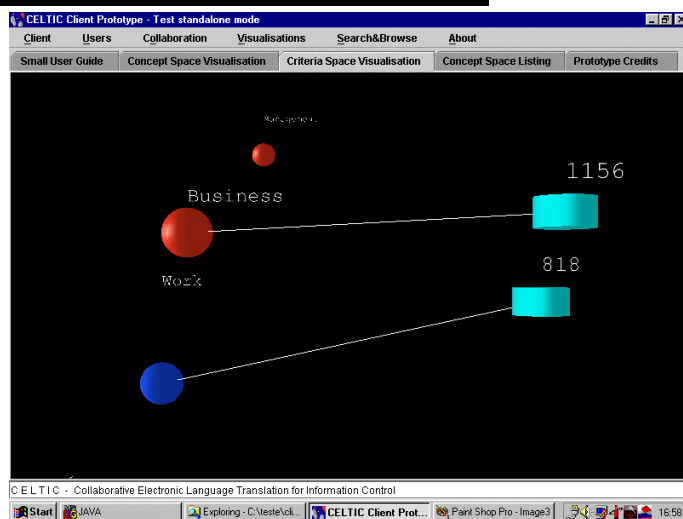 CELTIC Client Prototype - Test standalone mode
Client Users Collaboration Visualisations Search&Browse About
Small User Guide Concept Space Visualisation Criteria Space Visualisation Concept Space Listing Prototype Credits
Management
Business
1156
Work
818
C E L T I C - Collaborative Electronic Language Translation for Information Control
Start JAVA Exploring - C:\teste\cli... CELTIC Client Prot... Paint Shop Pro - Image3 16:58